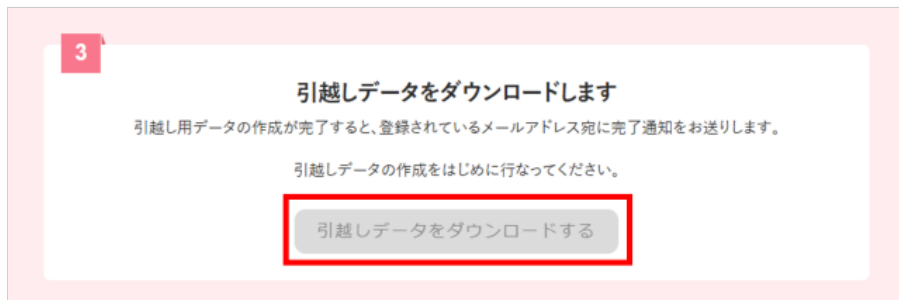 3
引越しデータをダウンロードします
引越し用データの作成が完了すると、登録されているメールアドレス宛に完了通知をお送りします。
引越しデータの作成をはじめに行なってください。
引越しデータをダウンロードする